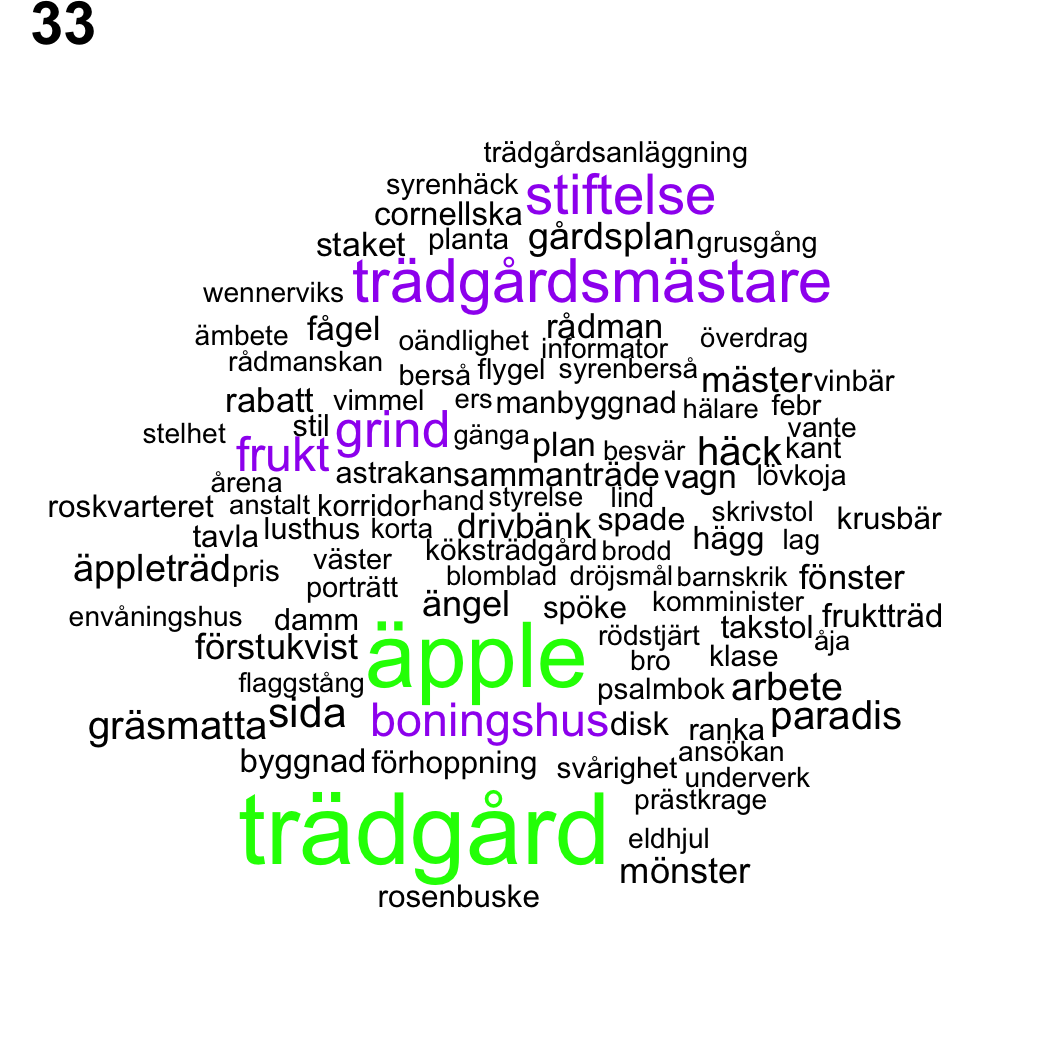 33
trädgårdsanläggning
syrenhäck stiftelse
cornellska
staket planta gårdsplan grusgång
trädgårdsmästare
wennerviks
ämbete fågel oändlighet rådman överdrag
informator
rådmanskan berså flygel syrenberså mäster vinbär
rabatt vimmel ers manbyggnad hälare febr
stelhet stil grind gänga plan besvär häck kant vante
frukt astrakan sammanträde vagn lövkoja
årena
roskvarteret anstalt korridor hand styrelse lind skrivstol krusbär
tavla lusthus korta drivbänk spade hägg lag
äppleträd pris väster köksträdgård brodd
porträtt blomblad dröjsmål barnskrik fönster
envåningshus damm ängel spöke komminister fruktträd
förstukvist äpple rödstjärt takstol åja
bro klase
flaggstång psalmbok arbete
gräsmatta sida boningshus disk ranka paradis
ansökan
byggnad förhoppning svårighet underverk
trädgård prästkrage
eldhjul
mönster
rosenbuske